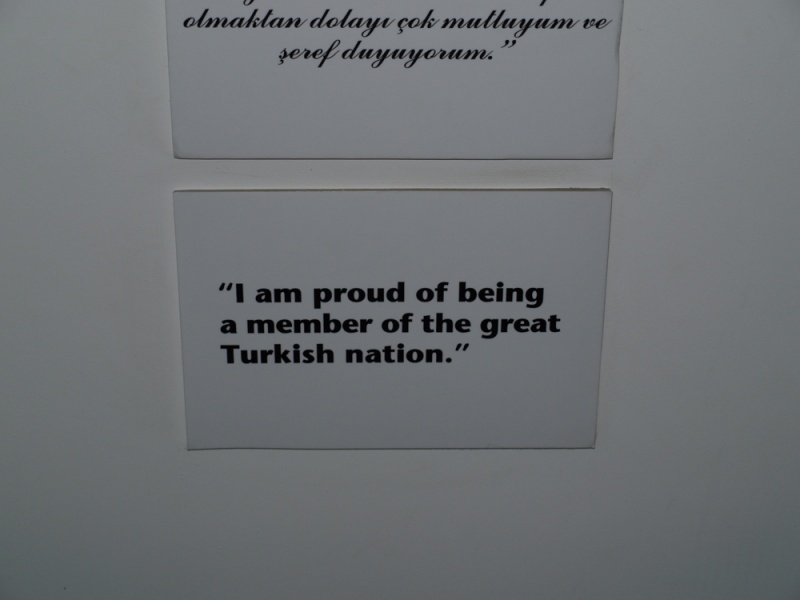 olmaktan dolayı çok mutluyum ve
şeref duyuyorum.”
“I am proud of being
a member of the great
Turkish nation.”